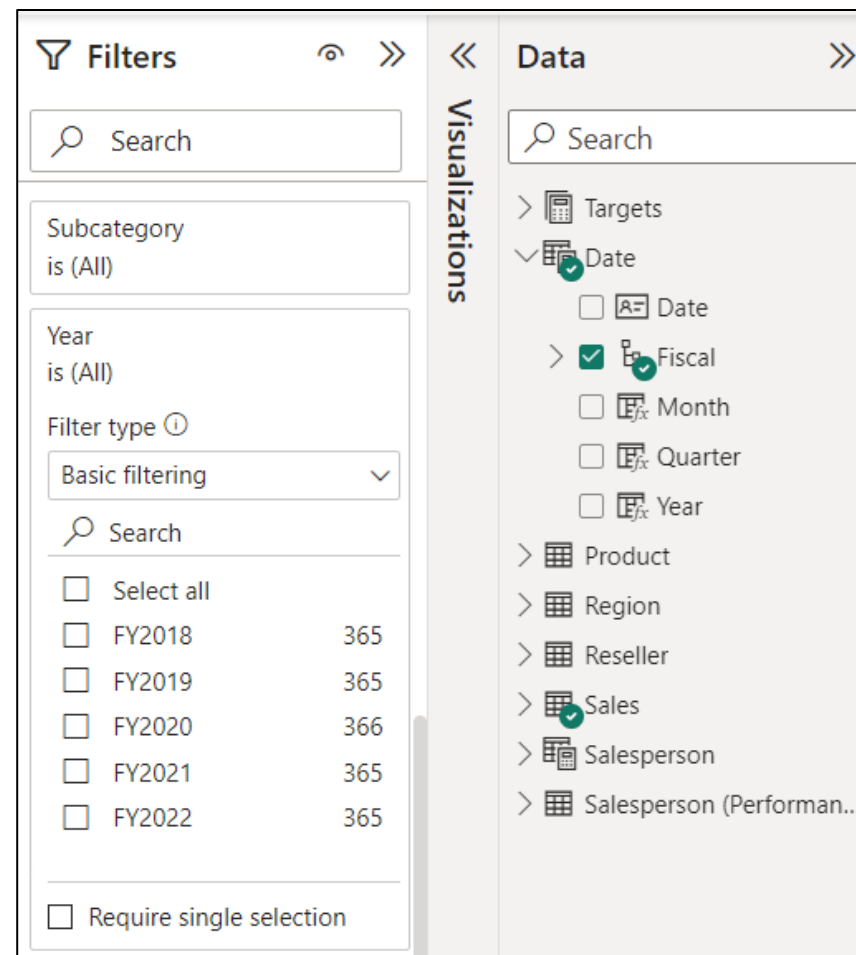 Filters
Search
Subcategory
is (All)
Year
is (All)
Filter type
Basic filtering
Search
Select all
FY2018 365
FY2019 365
FY2020 366
FY2021 365
FY2022 365
Require single selection
Visualizations
Data
Search
Targets
Date
Date
Fiscal
Month
Quarter
Year
Product
Region
Reseller
Sales
Salesperson
Salesperson (Performan...